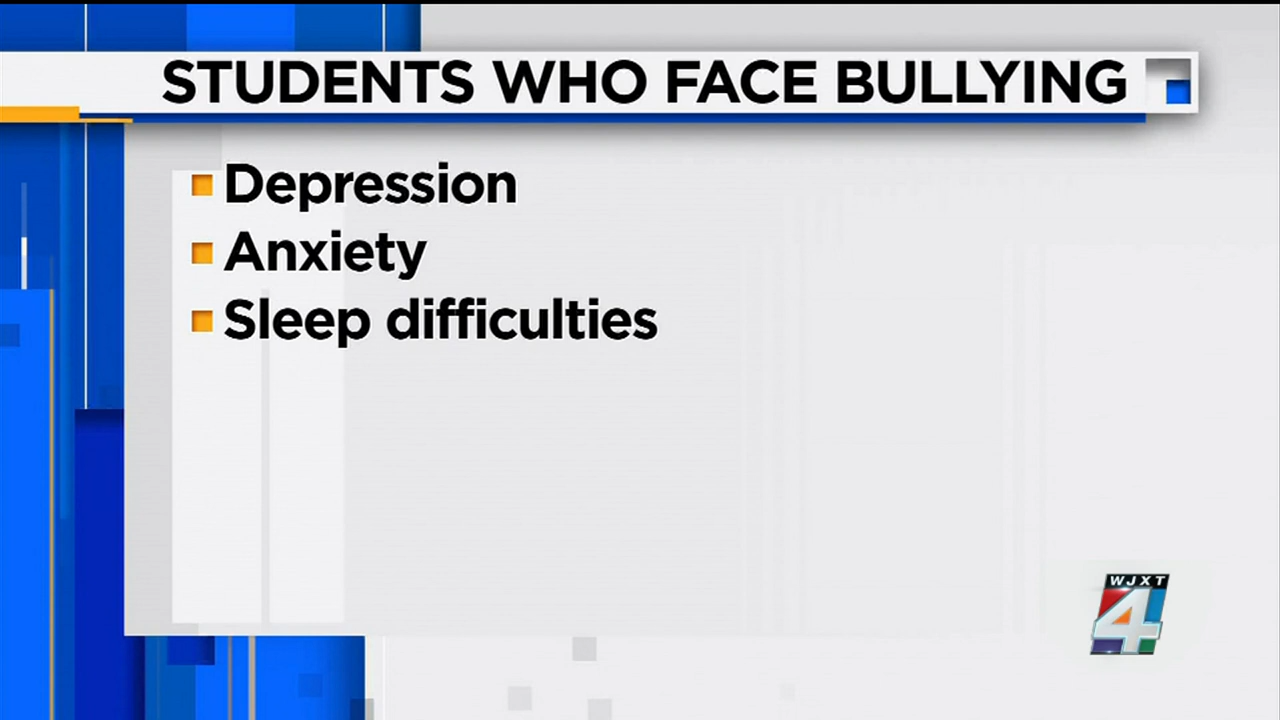 STUDENTS WHO FACE BULLYING
Depression
Anxiety
Sleep difficulties
WJXT
4